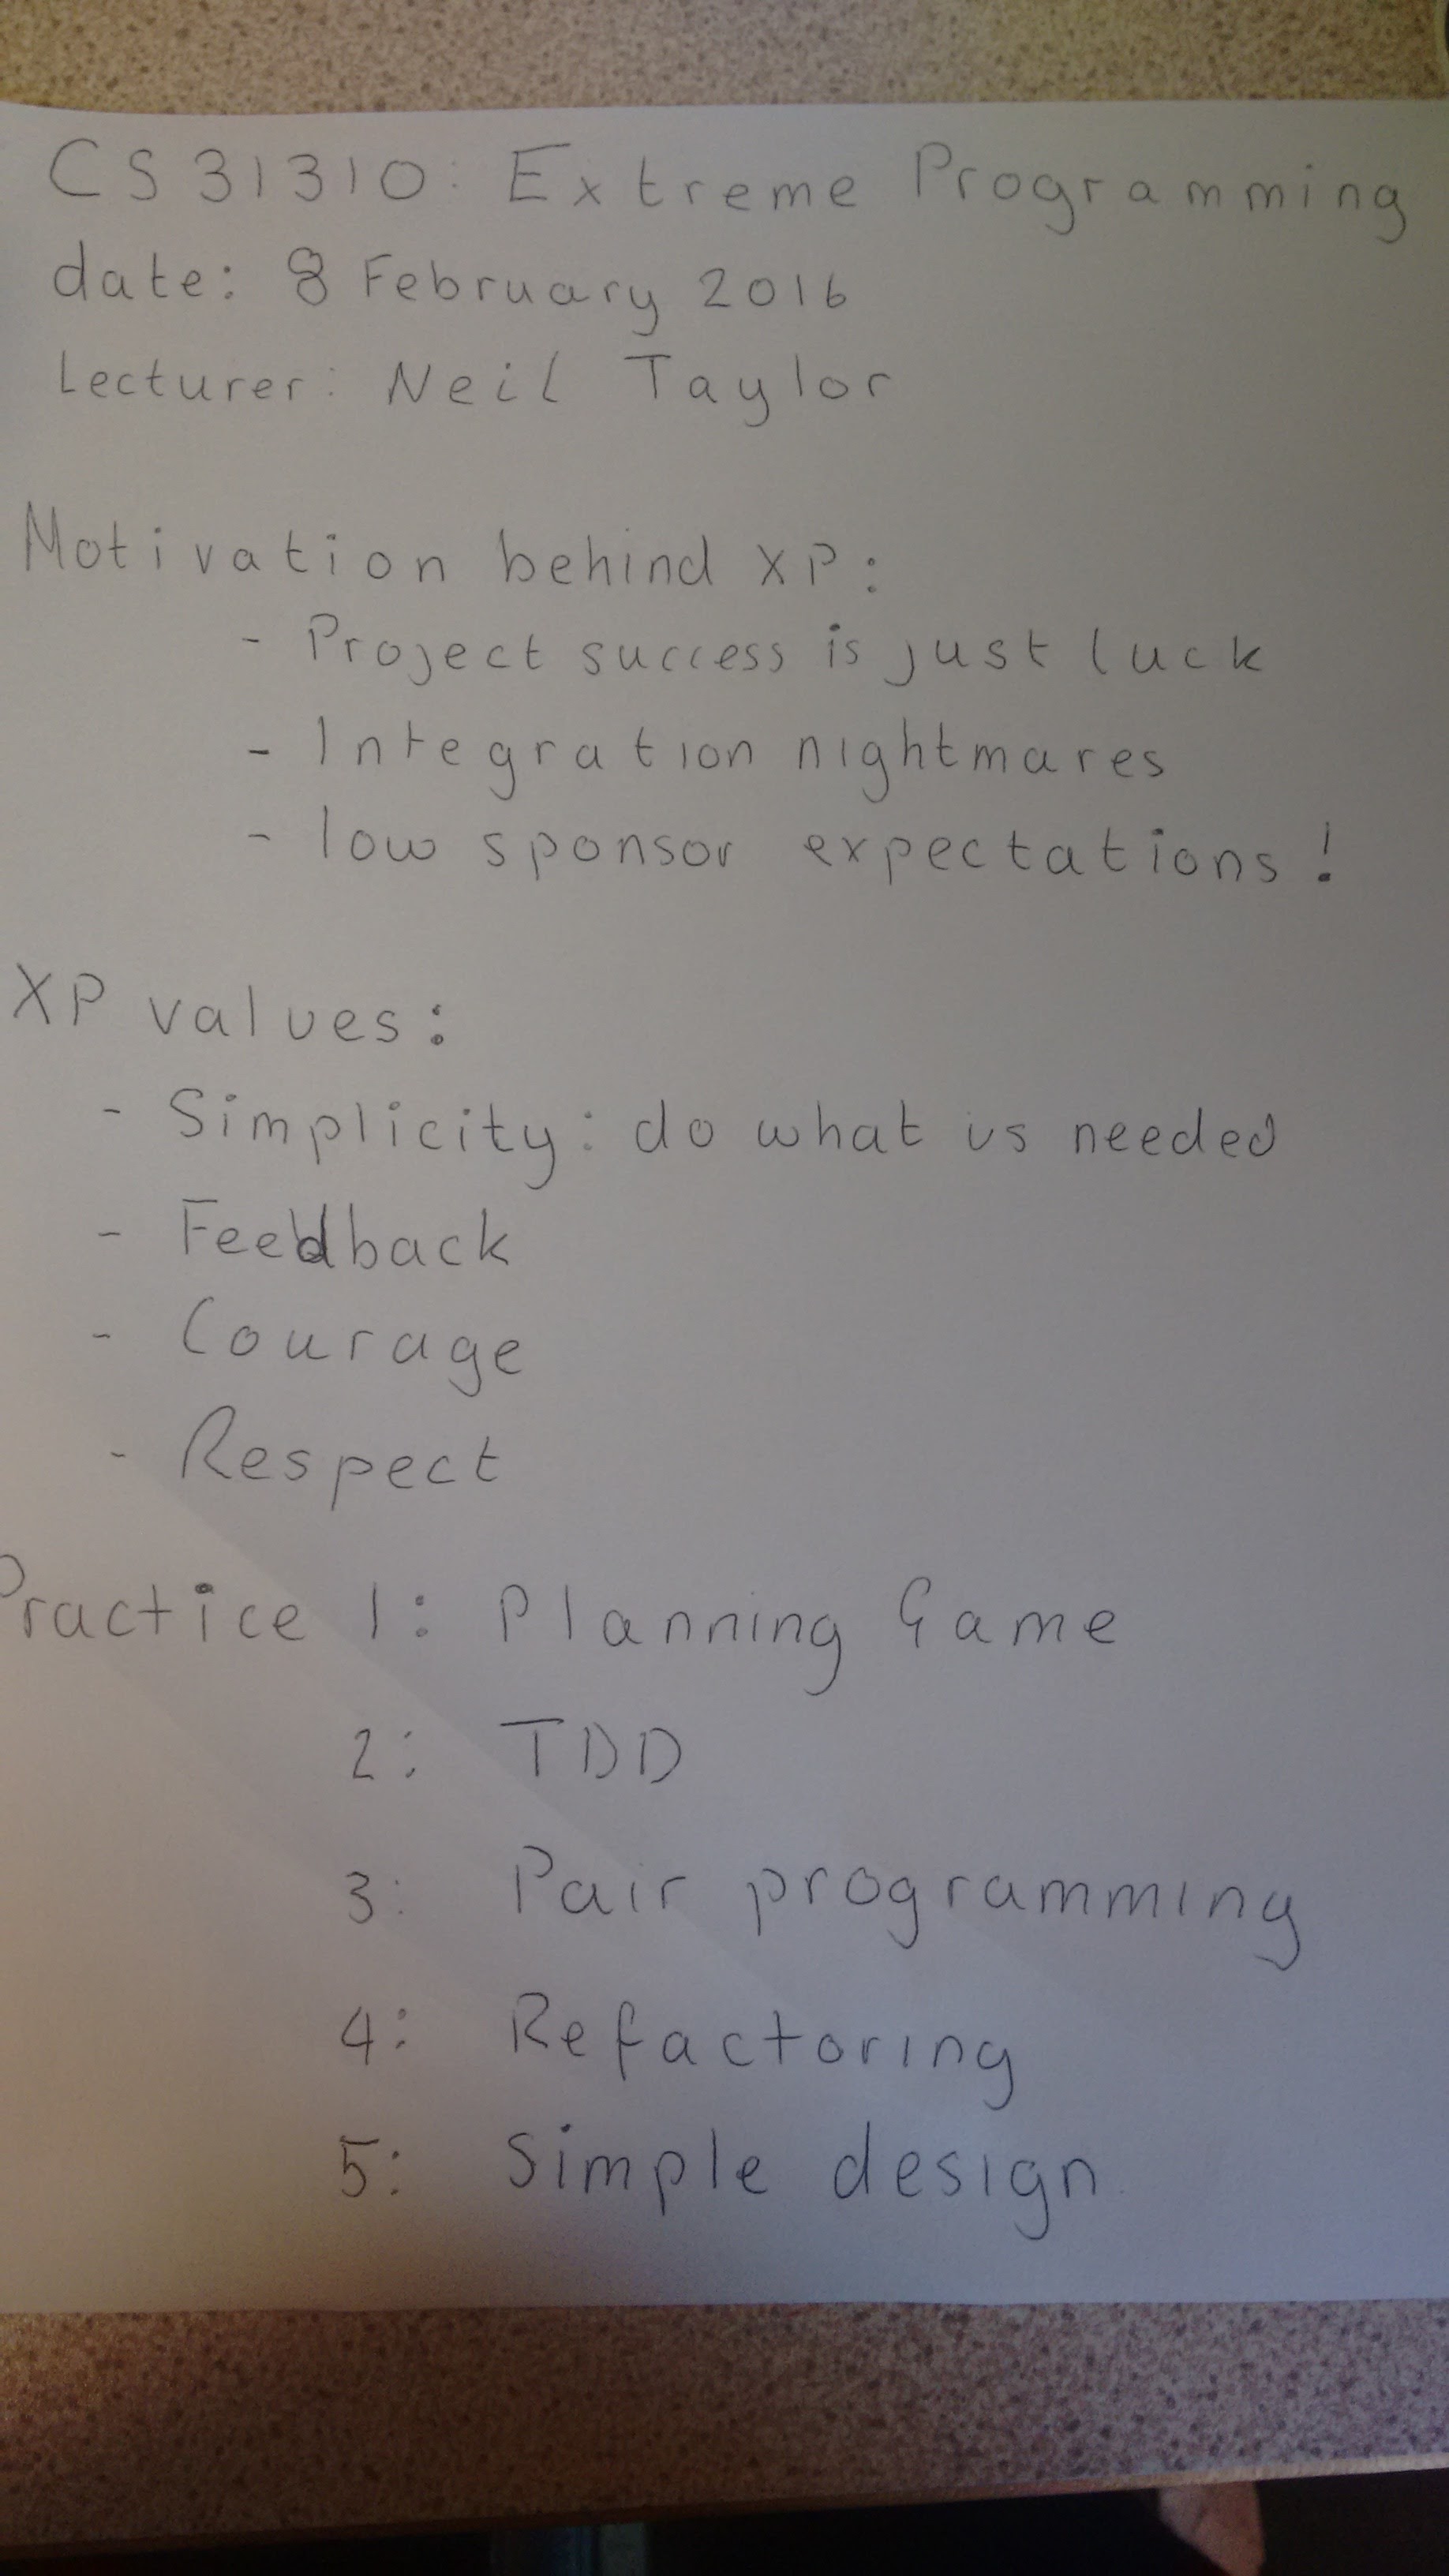 CS31310: Extreme Programming
date: 8 February 2016
Lecturer: Neil Taylor
Motivation behind XP:
- Project success is just luck
- Integration nightmares
- low sponsor expectations!
XP values:
- Simplicity: do what is needed
- Feedback
- Courage
- Respect
Practice 1: Planning Game
2: TDD
3: Pair programming
4: Refactoring
5: Simple design